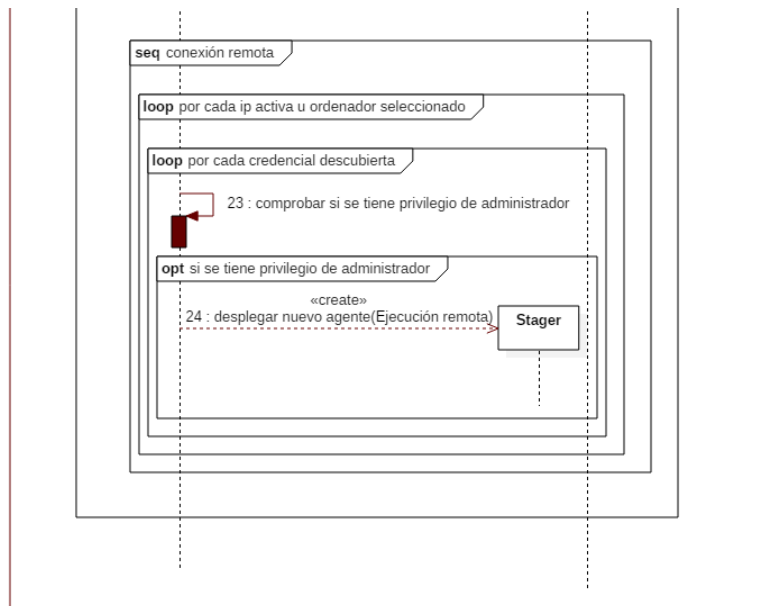 seq conexión remota
loop por cada ip activa u ordenador seleccionado
loop por cada credencial descubierta
23 : comprobar si se tiene privilegio de administrador
opt si se tiene privilegio de administrador
«create»
24 : desplegar nuevo agente(Ejecución remota)
Stager